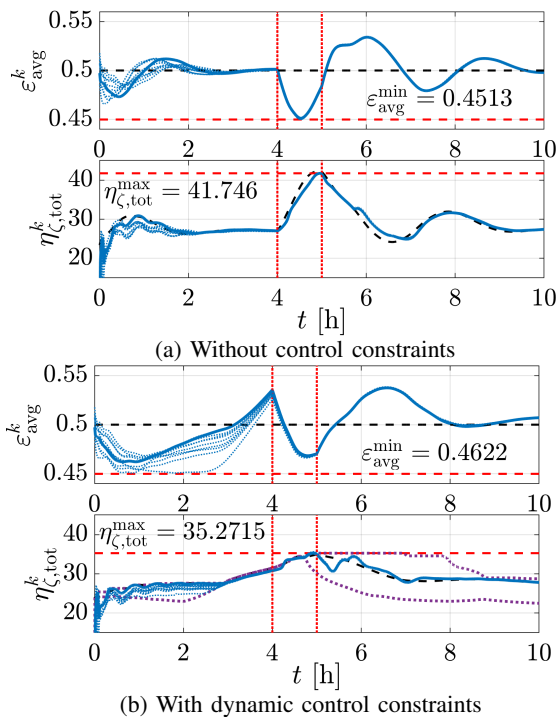 0.55
ε^k_avg 0.5
ε^min_avg = 0.4513
0.45
0 2 4 6 8 10
40
η^max_ζ,tot = 41.746
η^k_ζ,tot 30
20
0 2 4 6 8 10
t [h]
(a) Without control constraints
0.55
ε^k_avg 0.5
ε^min_avg = 0.4622
0.45
0 2 4 6 8 10
η^max_ζ,tot = 35.2715
40
η^k_ζ,tot 30
20
0 2 4 6 8 10
t [h]
(b) With dynamic control constraints